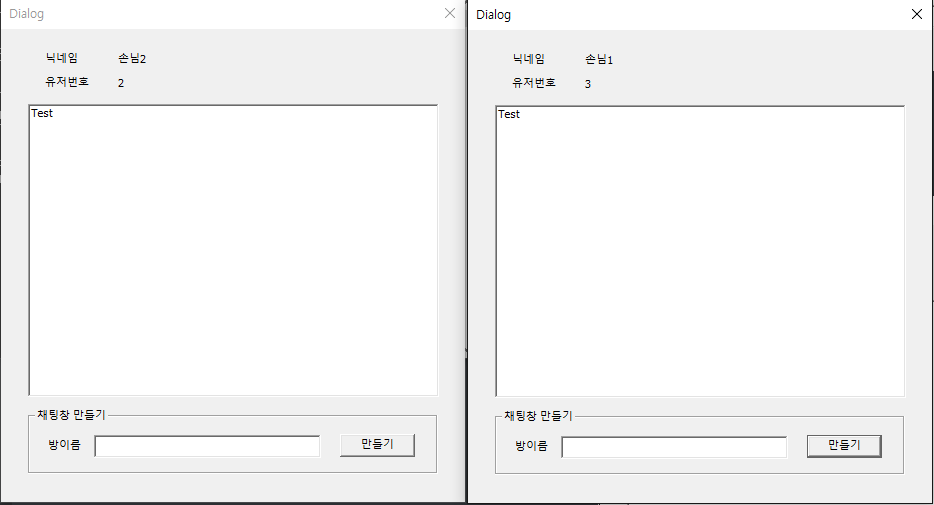 Dialog
닉네임 손님2
유저번호 2
Test
채팅창 만들기
방이름 만들기
Dialog
닉네임 손님1
유저번호 3
Test
채팅창 만들기
방이름 만들기